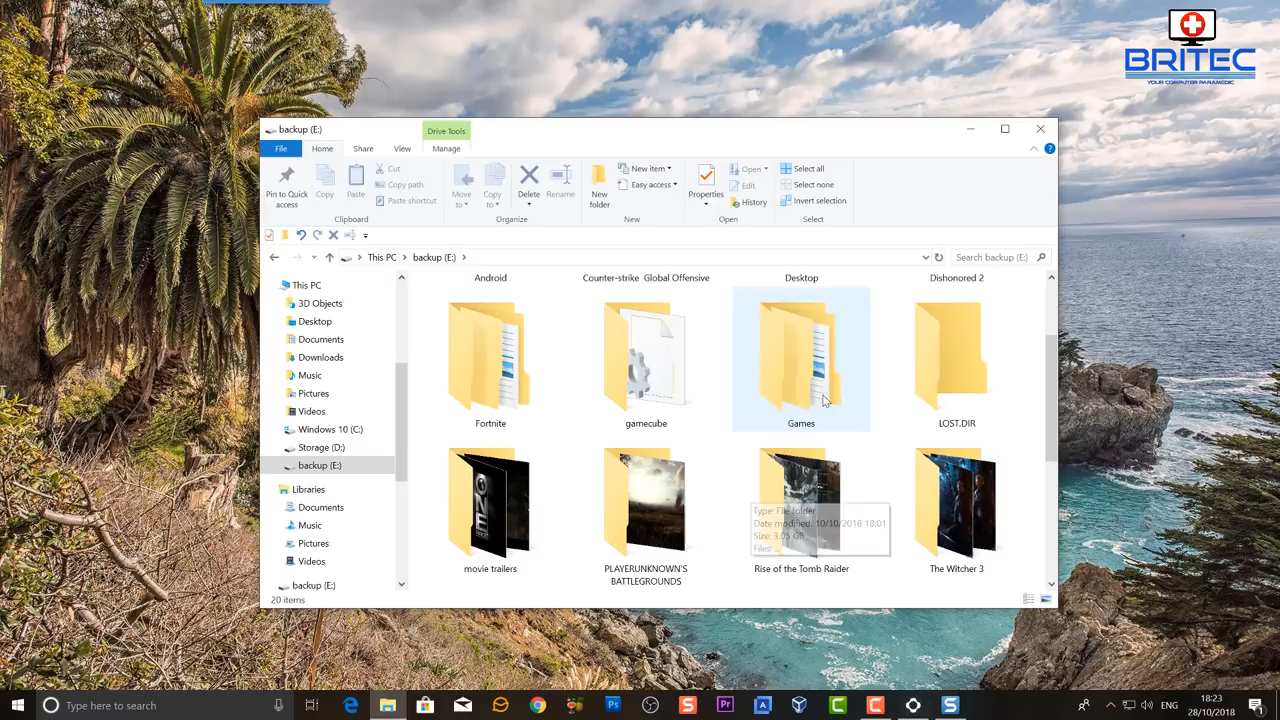 BRITEC
YOUR COMPUTER PARAMEDIC
backup (E:)
Drive Tools
File
Home
Share
View
Manage
Pin to Quick access
Copy
Paste
Cut
Copy path
Paste shortcut
Clipboard
Move to
Copy to
Delete
Rename
Organize
New folder
New item
Easy access
New
Properties
Open
Edit
History
Open
Select all
Select none
Invert selection
Select
This PC
backup (E:)
Search backup (E:)
This PC
3D Objects
Desktop
Documents
Downloads
Music
Pictures
Videos
Windows 10 (C:)
Storage (D:)
backup (E:)
Libraries
Documents
Music
Pictures
Videos
backup (E:)
Android
Counter-strike Global Offensive
Desktop
Dishonored 2
Fortnite
gamecube
Games
LOST.DIR
ONE
movie trailers
PLAYERUNKNOWN'S
BATTLEGROUNDS
Type: File folder
Date modified: 10/10/2018 18:01
Size: 3.05 GB
Files: ...
Rise of the Tomb Raider
The Witcher 3
20 items
Type here to search
ENG
18:23
28/10/2018